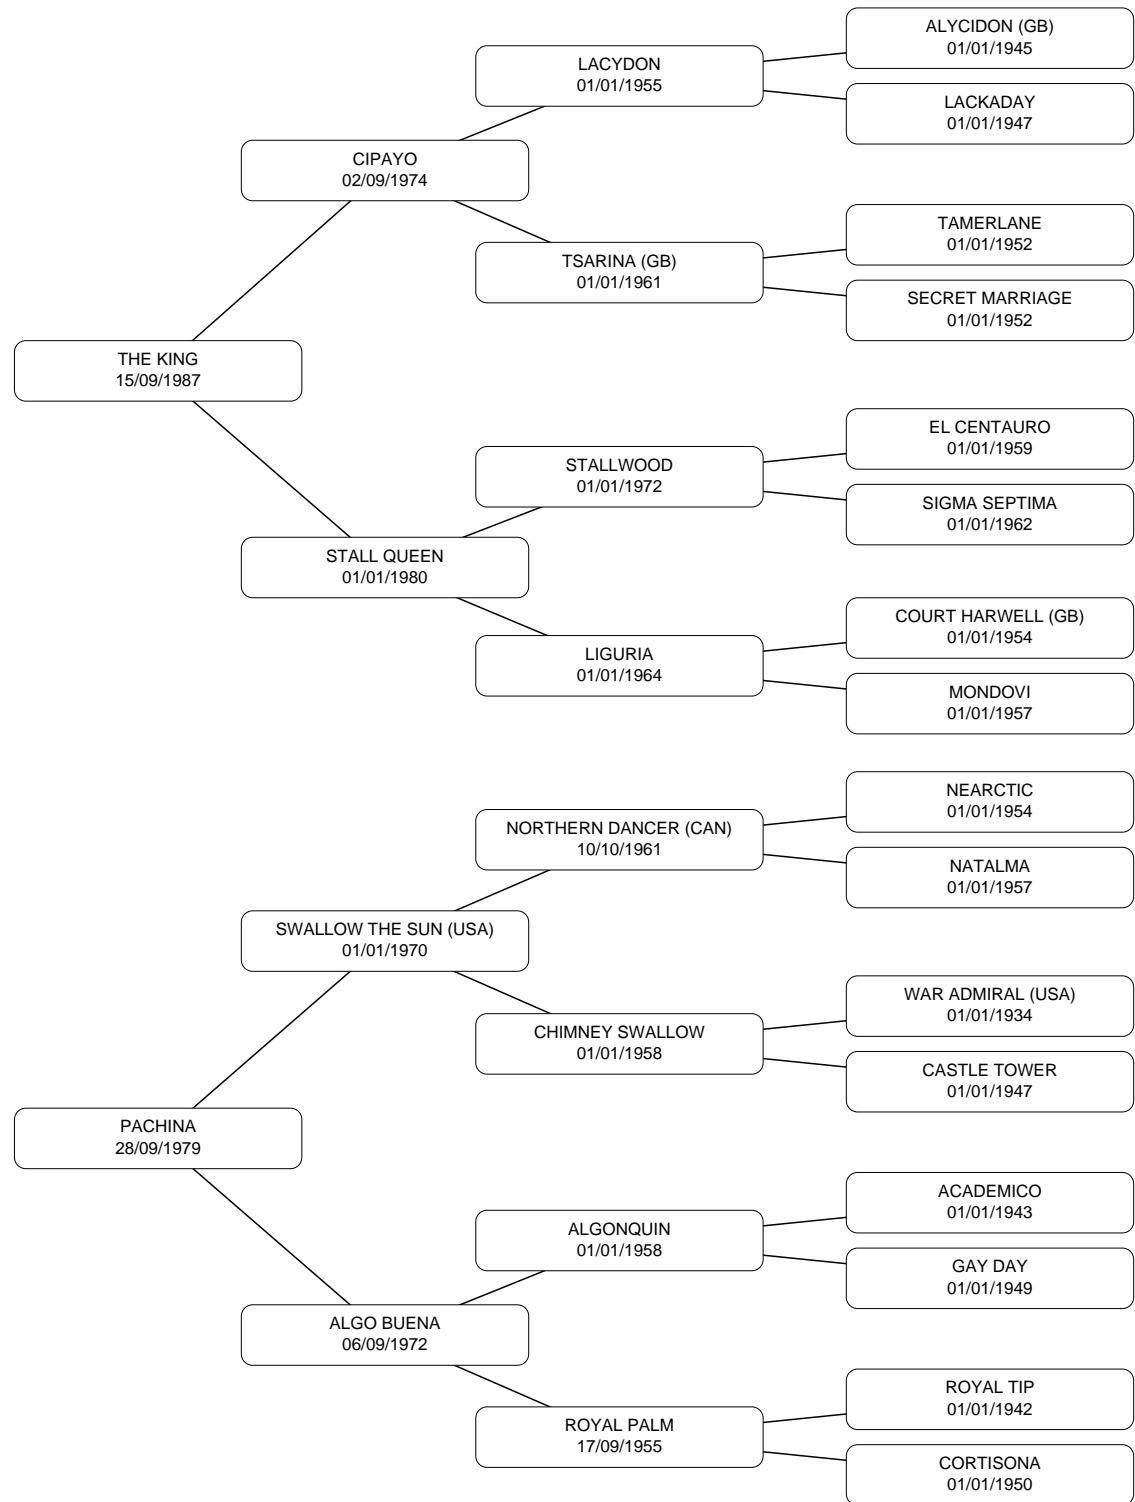 ALYCIDON (GB)
01/01/1945
LACYDON
01/01/1955
LACKADAY
01/01/1947
CIPAYO
02/09/1974
TAMERLANE
01/01/1952
TSARINA (GB)
01/01/1961
SECRET MARRIAGE
01/01/1952
THE KING
15/09/1987
EL CENTAURO
01/01/1959
STALLWOOD
01/01/1972
SIGMA SEPTIMA
01/01/1962
STALL QUEEN
01/01/1980
COURT HARWELL (GB)
01/01/1954
LIGURIA
01/01/1964
MONDOVI
01/01/1957
NEARCTIC
01/01/1954
NORTHERN DANCER (CAN)
10/10/1961
NATALMA
01/01/1957
SWALLOW THE SUN (USA)
01/01/1970
WAR ADMIRAL (USA)
01/01/1934
CHIMNEY SWALLOW
01/01/1958
CASTLE TOWER
01/01/1947
PACHINA
28/09/1979
ACADEMICO
01/01/1943
ALGONQUIN
01/01/1958
GAY DAY
01/01/1949
ALGO BUENA
06/09/1972
ROYAL TIP
01/01/1942
ROYAL PALM
17/09/1955
CORTISONA
01/01/1950